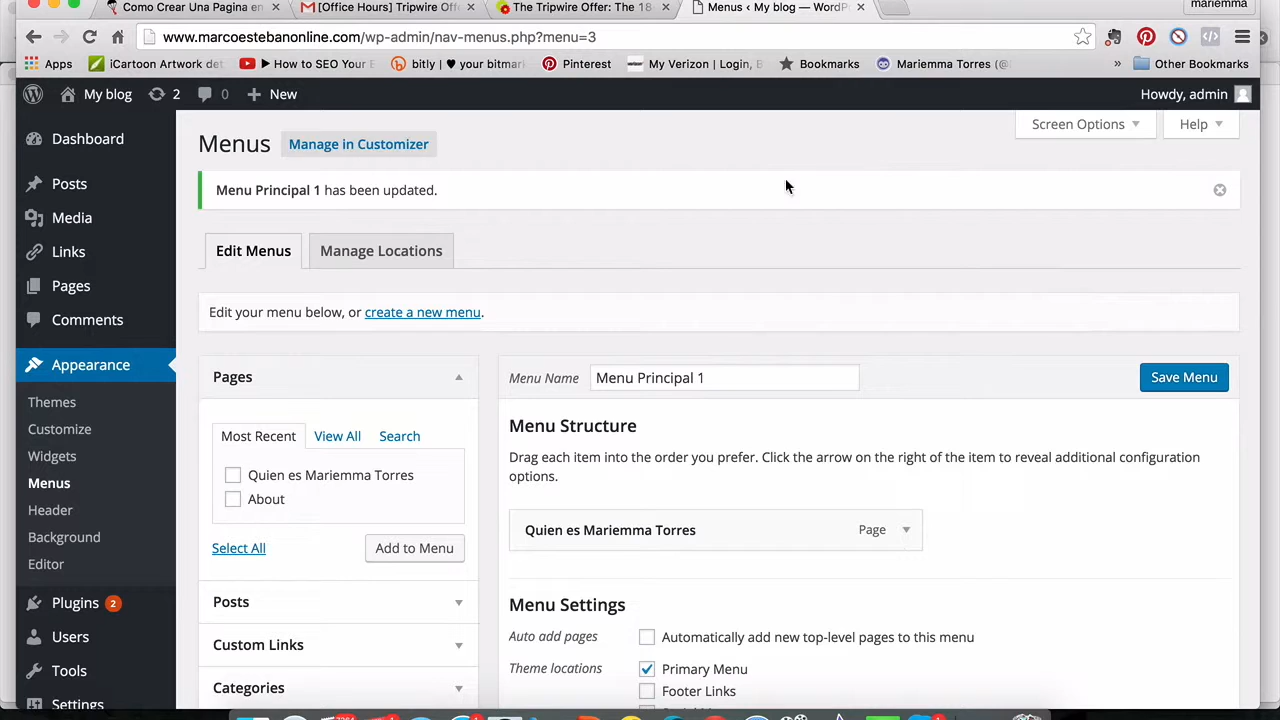 Como Crear Una Pagina en
[Office Hours] Tripwire Of
The Tripwire Offer: The 18
Menus ‹ My blog — WordP
mariemma
www.marcoestebanonline.com/wp-admin/nav-menus.php?menu=3
Apps
iCartoon Artwork det
How to SEO Your E
bitly | ♥ your bitmar
Pinterest
My Verizon | Login, B
Bookmarks
Mariemma Torres (@
»
Other Bookmarks
My blog
2
0
New
Howdy, admin
Dashboard
Posts
Media
Links
Pages
Comments
Appearance
Themes
Customize
Widgets
Menus
Header
Background
Editor
Plugins 2
Users
Tools
Settings
Screen Options
Help
Menus
Manage in Customizer
Menu Principal 1 has been updated.
Edit Menus
Manage Locations
Edit your menu below, or create a new menu.
Pages
Most Recent
View All
Search
Quien es Mariemma Torres
About
Select All
Add to Menu
Posts
Custom Links
Categories
Menu Name
Menu Principal 1
Save Menu
Menu Structure
Drag each item into the order you prefer. Click the arrow on the right of the item to reveal additional configuration
options.
Quien es Mariemma Torres
Page
Menu Settings
Auto add pages
Automatically add new top-level pages to this menu
Theme locations
Primary Menu
Footer Links